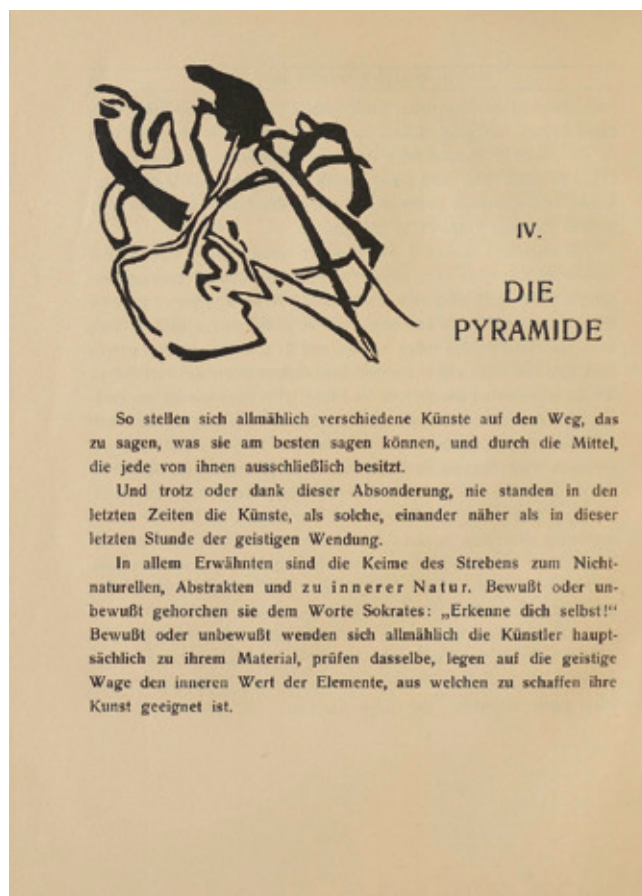 IV.
DIE
PYRAMIDE
So stellen sich allmählich verschiedene Künste auf den Weg, das
zu sagen, was sie am besten sagen können, und durch die Mittel,
die jede von ihnen ausschließlich besitzt.
Und trotz oder dank dieser Absonderung, nie standen in den
letzten Zeiten die Künste, als solche, einander näher als in dieser
letzten Stunde der geistigen Wendung.
In allem Erwähnten sind die Keime des Strebens zum Nicht-
naturellen, Abstrakten und zu innerer Natur. Bewußt oder un-
bewußt gehorchen sie dem Worte Sokrates: „Erkenne dich selbst!“
Bewußt oder unbewußt wenden sich allmählich die Künstler haupt-
sächlich zu ihrem Material, prüfen dasselbe, legen auf die geistige
Wage den inneren Wert der Elemente, aus welchen zu schaffen ihre
Kunst geeignet ist.